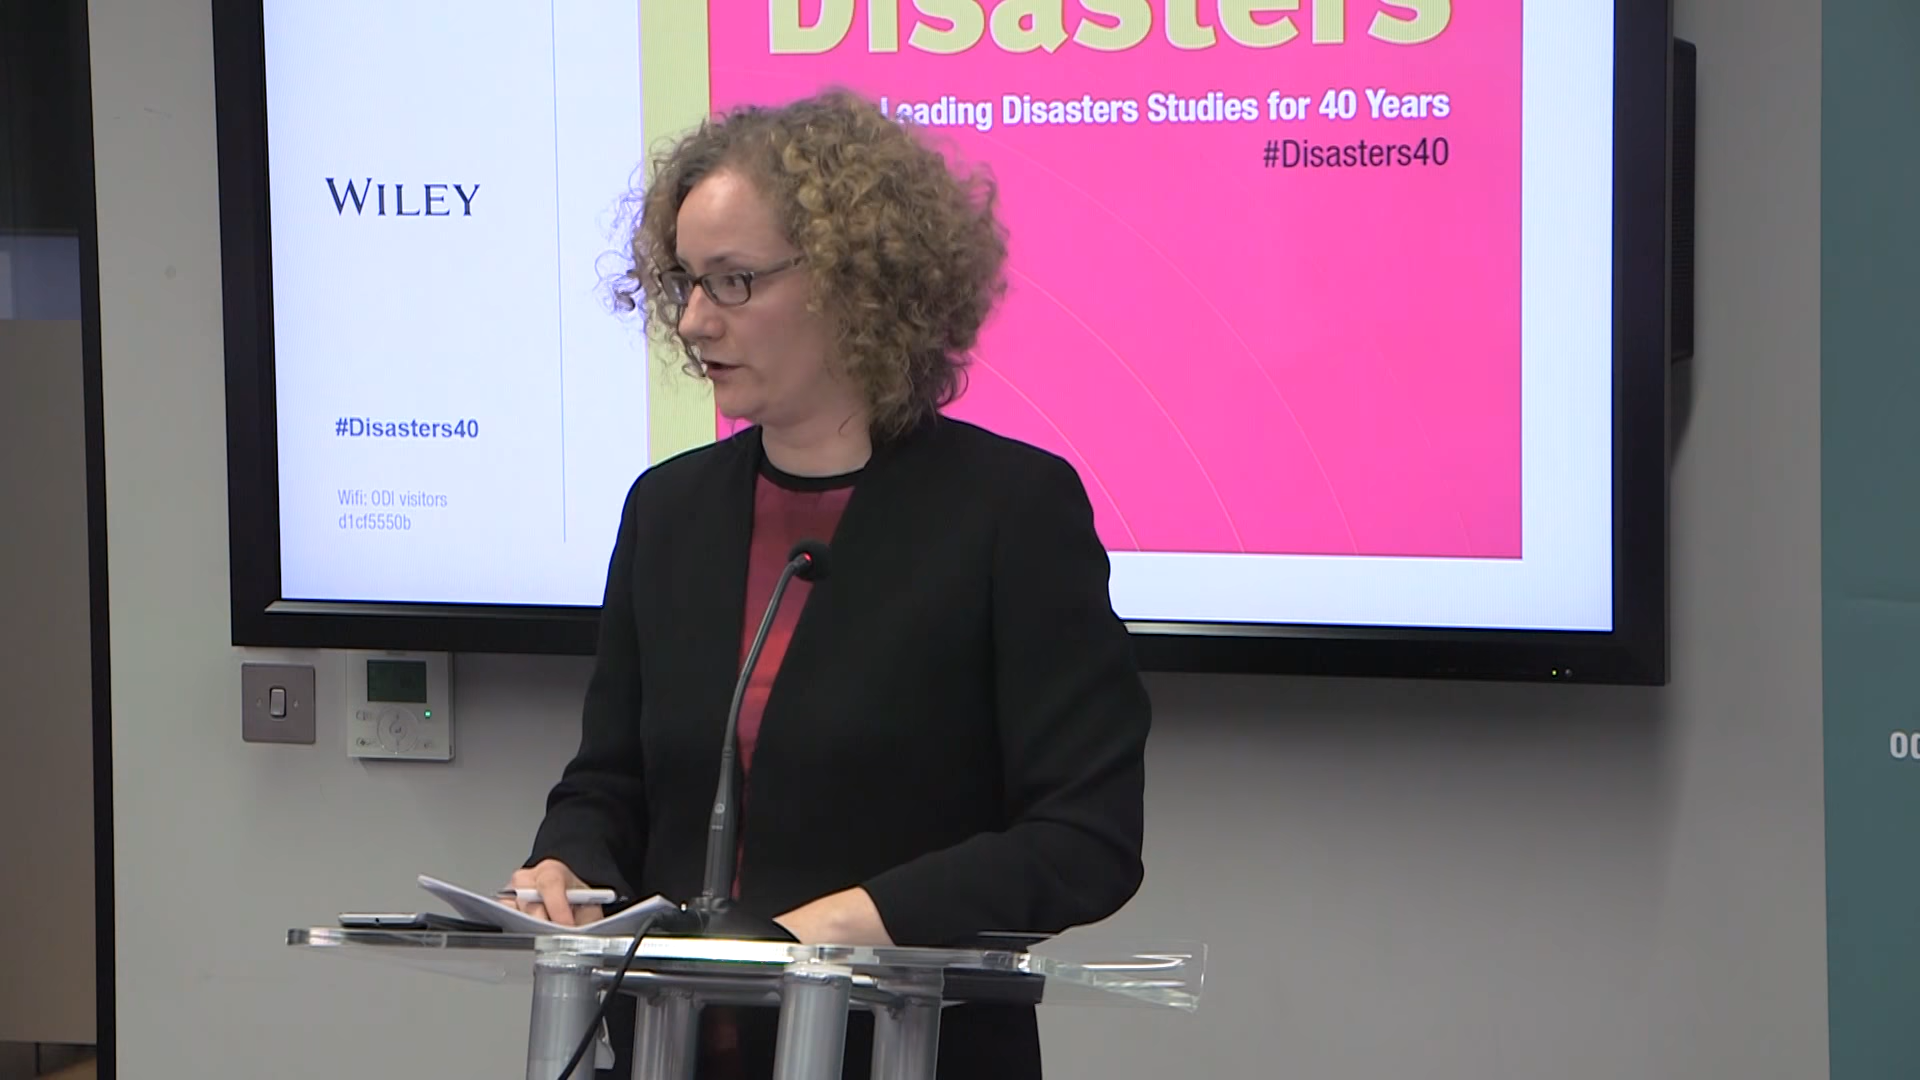 Disasters
Leading Disasters Studies for 40 Years
#Disasters40
WILEY
#Disasters40
Wifi: ODI visitors
d1cf5550b